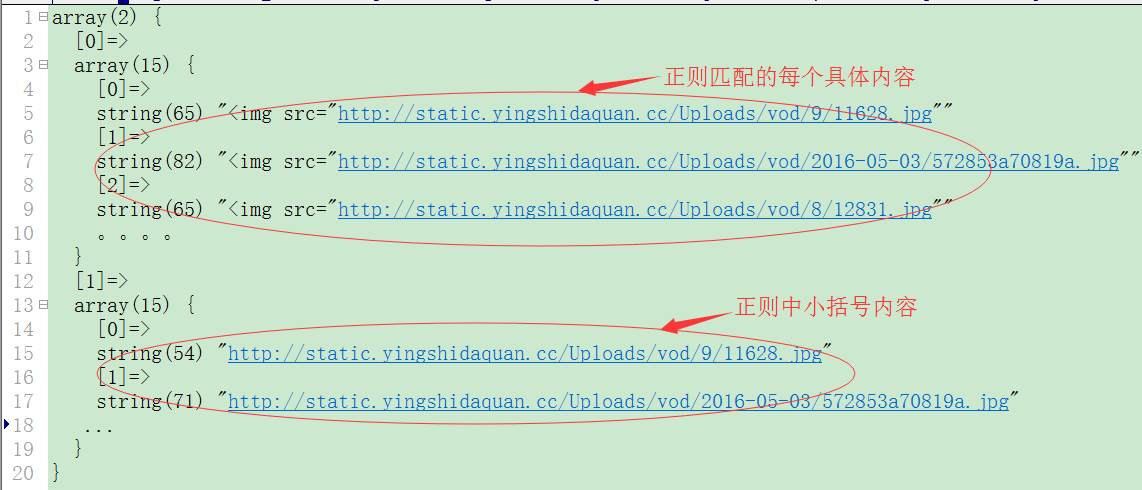 1 array(2) {
2 [0]=>
3 array(15) {
4 [0]=>
正则匹配的每个具体内容
5 string(65) "<img src="http://static.yingshidaquan.cc/Uploads/vod/9/11628.jpg""
6 [1]=>
7 string(82) "<img src="http://static.yingshidaquan.cc/Uploads/vod/2016-05-03/572853a70819a.jpg""
8 [2]=>
9 string(65) "<img src="http://static.yingshidaquan.cc/Uploads/vod/8/12831.jpg""
10 。。。。
11 }
12 [1]=>
13 array(15) {
正则中小括号内容
14 [0]=>
15 string(54) "http://static.yingshidaquan.cc/Uploads/vod/9/11628.jpg"
16 [1]=>
17 string(71) "http://static.yingshidaquan.cc/Uploads/vod/2016-05-03/572853a70819a.jpg"
18 ...
19 }
20 }